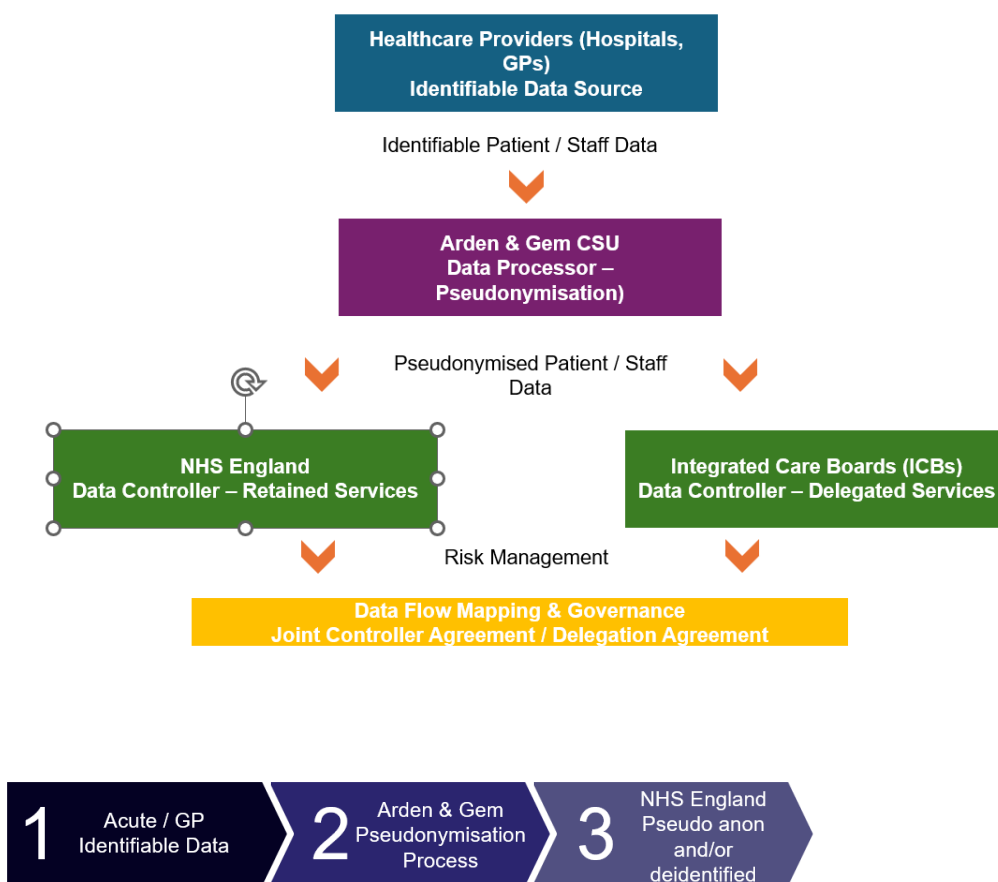 Healthcare Providers (Hospitals,
GPs)
Identifiable Data Source
Identifiable Patient / Staff Data
Arden & Gem CSU
Data Processor –
Pseudonymisation)
Pseudonymised Patient / Staff
Data
NHS England
Data Controller – Retained Services
Integrated Care Boards (ICBs)
Data Controller – Delegated Services
Risk Management
Data Flow Mapping & Governance
Joint Controller Agreement / Delegation Agreement
1
Acute / GP
Identifiable Data
2
Arden & Gem
Pseudonymisation
Process
3
NHS England
Pseudo anon
and/or
deidentified